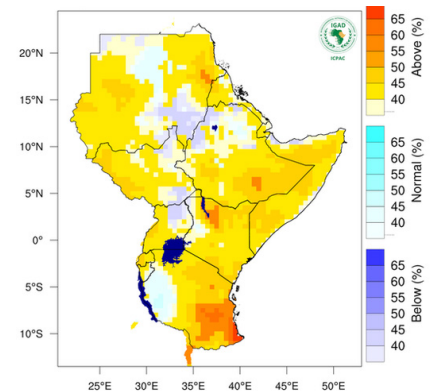 IGAD
ICPAC
20°N
15°N
10°N
5°N
0°
5°S
10°S
25°E
30°E
35°E
40°E
45°E
50°E
65
60
55
50
45
40
Above (%)
65
60
55
50
45
40
Normal (%)
65
60
55
50
45
40
Below (%)